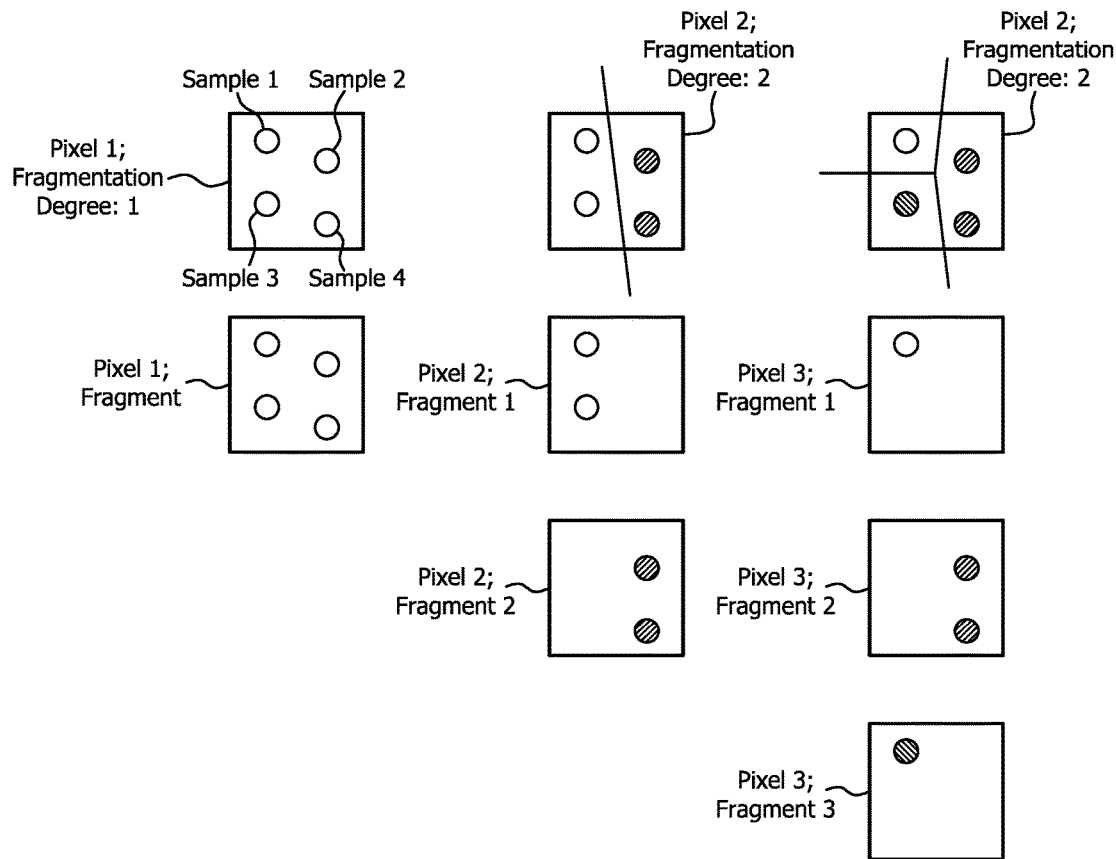 Pixel 2;
Fragmentation
Degree: 2
Pixel 2;
Fragmentation
Degree: 2
Sample 1
Sample 2
Pixel 1;
Fragmentation
Degree: 1
Sample 3
Sample 4
Pixel 1;
Fragment
Pixel 2;
Fragment 1
Pixel 3;
Fragment 1
Pixel 2;
Fragment 2
Pixel 3;
Fragment 2
Pixel 3;
Fragment 3